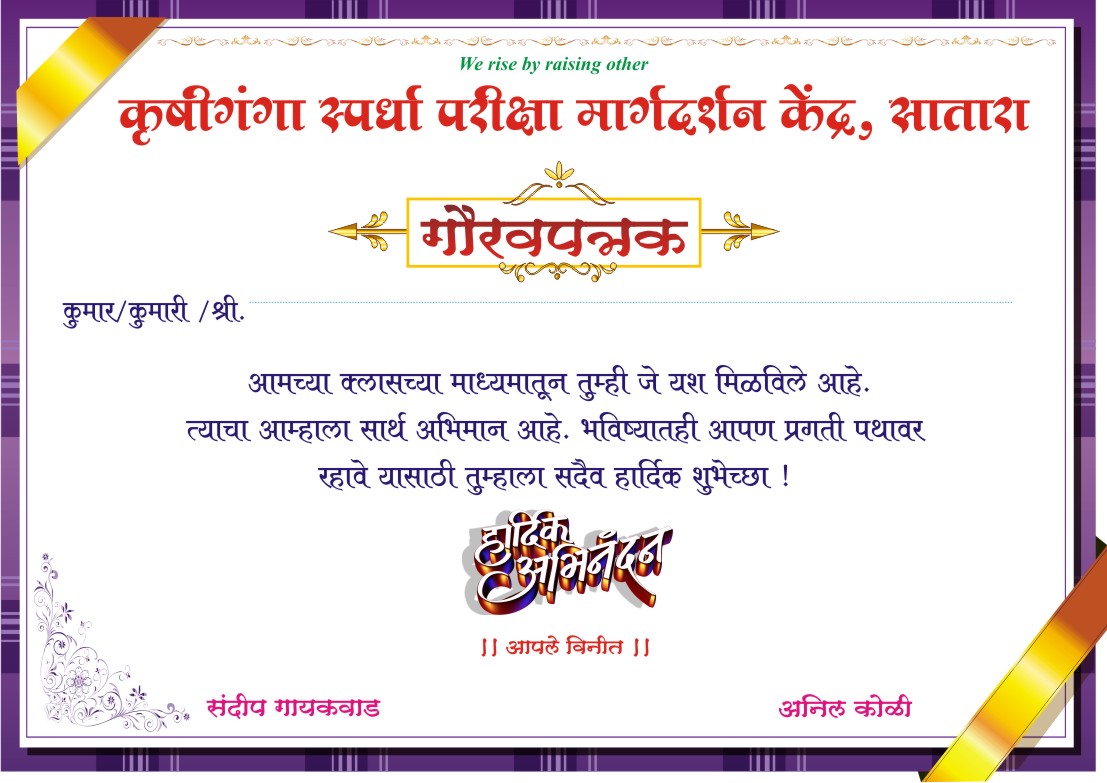 We rise by raising other
कृषीगंगा स्पर्धा परीक्षा मार्गदर्शन केंद्र, सातारा
गौरवपत्रक
कुमार/कुमारी /श्री.
आमच्या क्लासच्या माध्यमातून तुम्ही जे यश मिळविले आहे.
त्याचा आम्हाला सार्थ अभिमान आहे. भविष्यातही आपण प्रगती पथावर
रहावे यासाठी तुम्हाला सदैव हार्दिक शुभेच्छा !
हार्दिक
अभिनँदन
|| आपले विनीत ||
संदीप गायकवाड अनिल कोळी